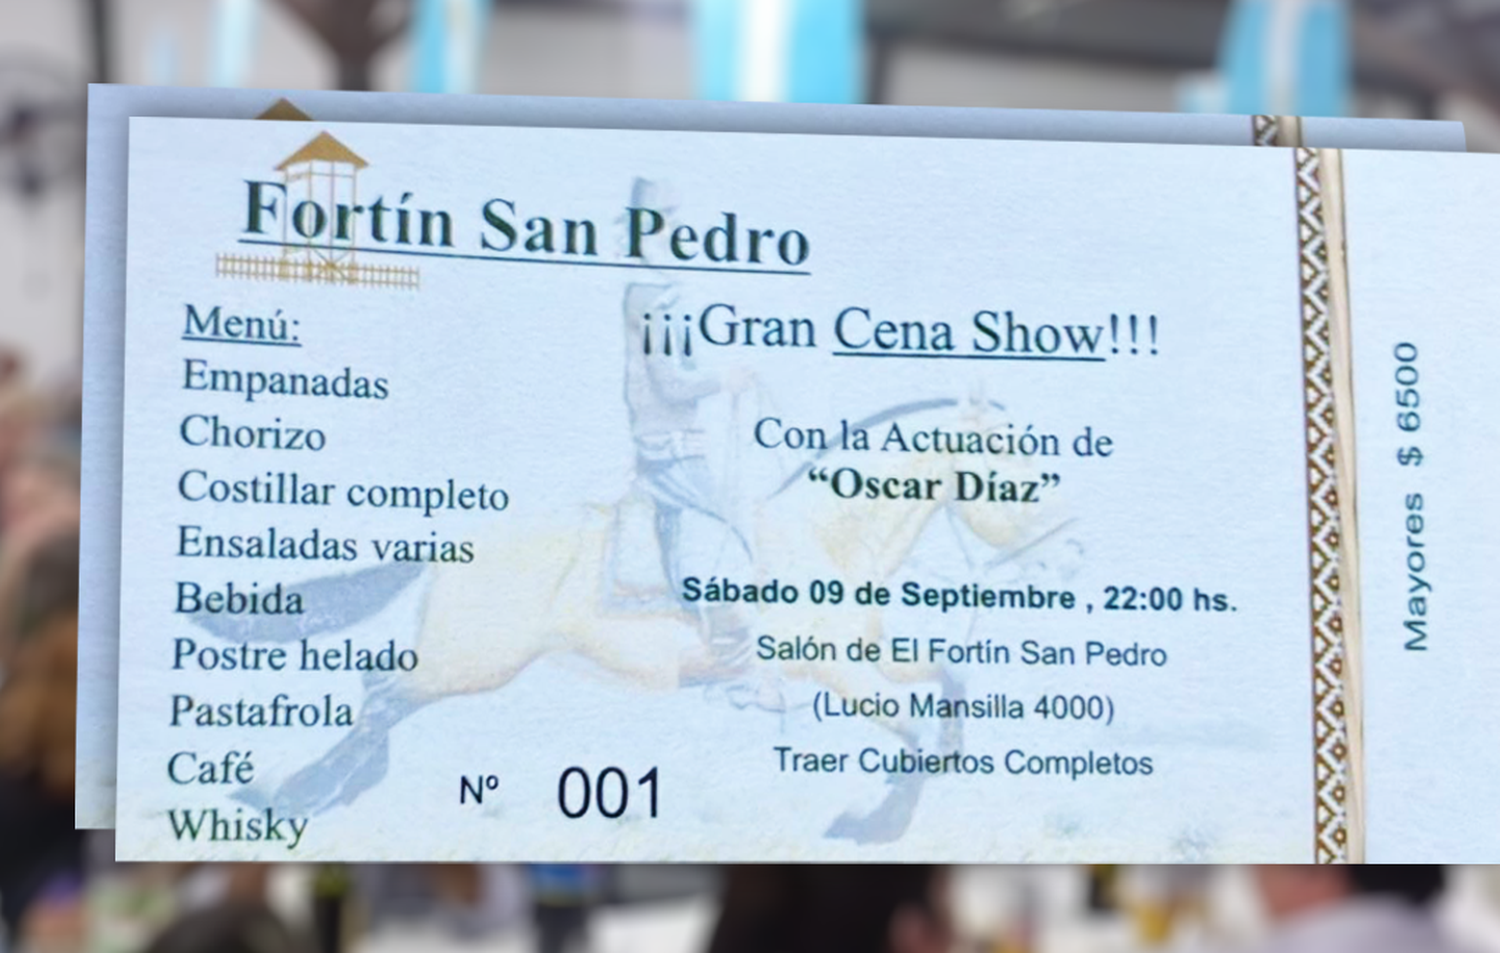 Fortín San Pedro
Menú:
Empanadas
Chorizo
Costillar completo
Ensaladas varias
Bebida
Postre helado
Pastafrola
Café
Whisky
Nº 001
¡¡¡Gran Cena Show!!!
Con la Actuación de
“Oscar Díaz”
Sábado 09 de Septiembre , 22:00 hs.
Salón de El Fortín San Pedro
(Lucio Mansilla 4000)
Traer Cubiertos Completos
Mayores $ 6500